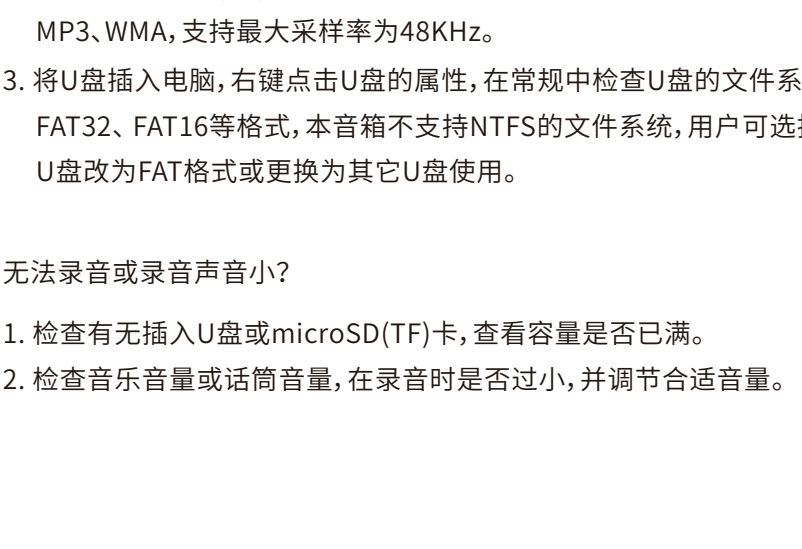 MP3、WMA，支持最大采样率为48KHz。
3. 将U盘插入电脑，右键点击U盘的属性，在常规中检查U盘的文件系
FAT32、FAT16等格式，本音箱不支持NTFS的文件系统，用户可选
U盘改为FAT格式或更换为其它U盘使用。
无法录音或录音声音小？
1. 检查有无插入U盘或microSD(TF)卡，查看容量是否已满。
2. 检查音乐音量或话筒音量，在录音时是否过小，并调节合适音量。